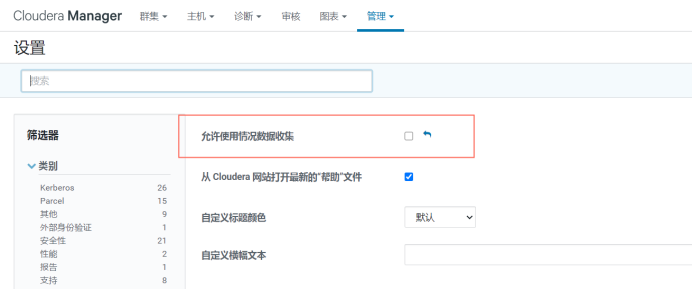 Cloudera Manager 群集 主机 诊断 审核 图表 管理
设置
搜索
筛选器
允许使用情况数据收集
类别
从 Cloudera 网站打开最新的"帮助"文件
Kerberos 26
Parcel 15
其他 9
外部身份验证 1
安全性 21
性能 2
报告 1
支持 8
自定义标题颜色 默认
自定义横幅文本